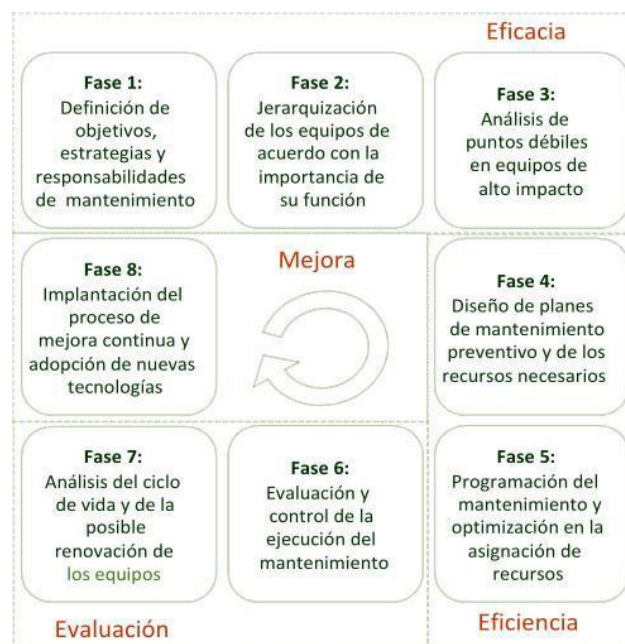 Eficacia
Fase 1:
Definición de
objetivos,
estrategias y
responsabilidades
de mantenimiento
Fase 2:
Jerarquización
de los equipos de
acuerdo con la
importancia de
su función
Fase 3:
Análisis de
puntos débiles
en equipos de
alto impacto
Fase 8:
Implantación del
proceso de
mejora continua y
adopción de nuevas
tecnologías
Mejora
Fase 4:
Diseño de planes
de mantenimiento
preventivo y de los
recursos necesarios
Fase 7:
Análisis del ciclo
de vida y de la
posible
renovación de
los equipos
Fase 6:
Evaluación y
control de la
ejecución del
mantenimiento
Fase 5:
Programación del
mantenimiento y
optimización en la
asignación de
recursos
Evaluación
Eficiencia